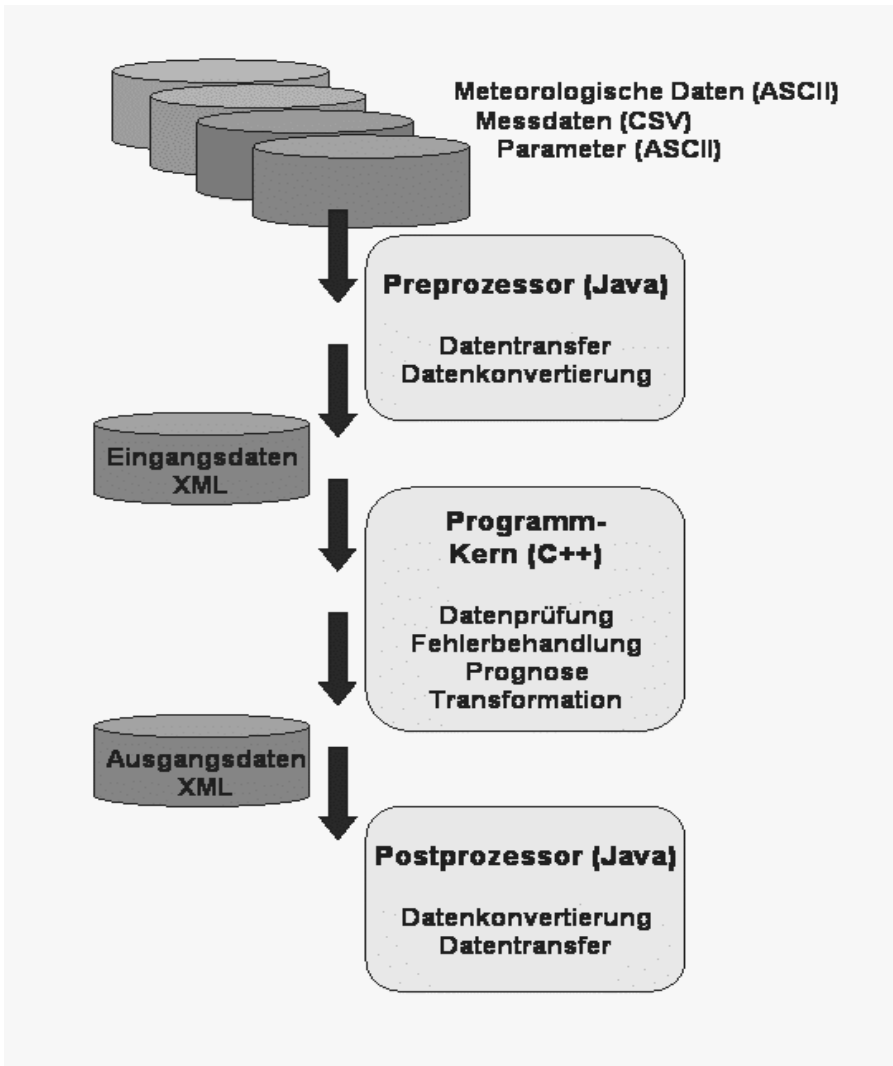 Meteorologische Daten (ASCII)
Messdaten (CSV)
Parameter (ASCII)
Preprozessor (Java)
Datentransfer
Datenkonvertierung
Eingangsdaten
XML
Programm-
Kern (C++)
Datenprüfung
Fehlerbehandlung
Prognose
Transformation
Ausgangsdaten
XML
Postprozessor (Java)
Datenkonvertierung
Datentransfer